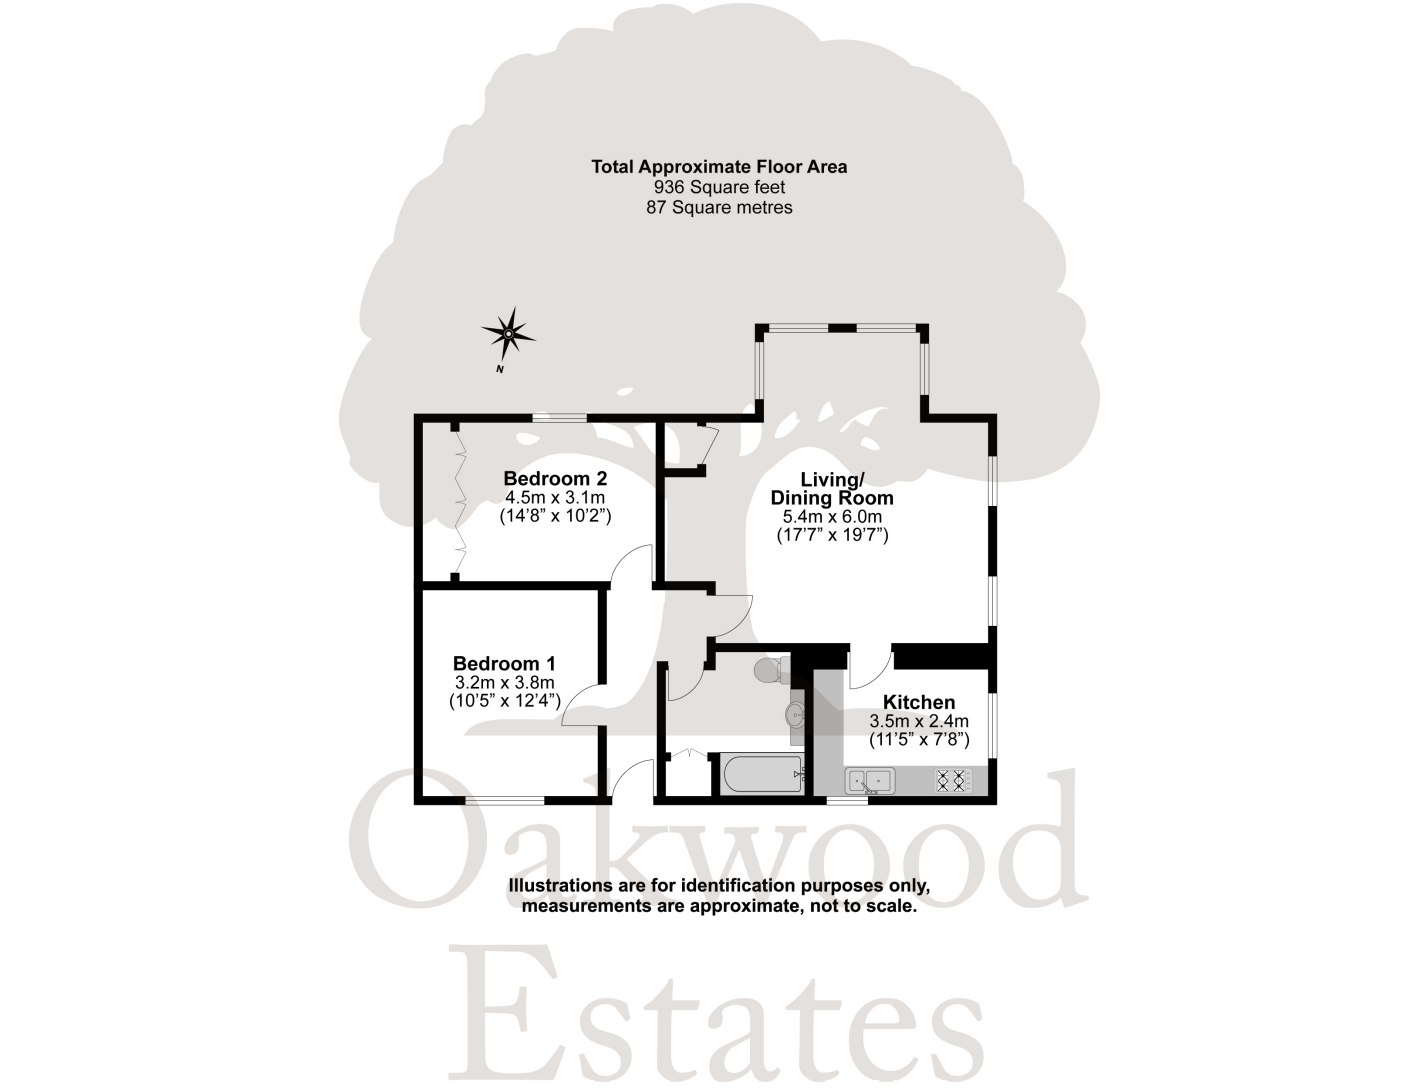 Total Approximate Floor Area
936 Square feet
87 Square metres
N
Bedroom 2
4.5m x 3.1m
(14’8” x 10’2”)
Living/
Dining Room
5.4m x 6.0m
(17’7” x 19’7”)
Bedroom 1
3.2m x 3.8m
(10’5” x 12’4”)
Kitchen
3.5m x 2.4m
(11’5” x 7’8”)
Oakwood
Illustrations are for identification purposes only,
measurements are approximate, not to scale.
Estates